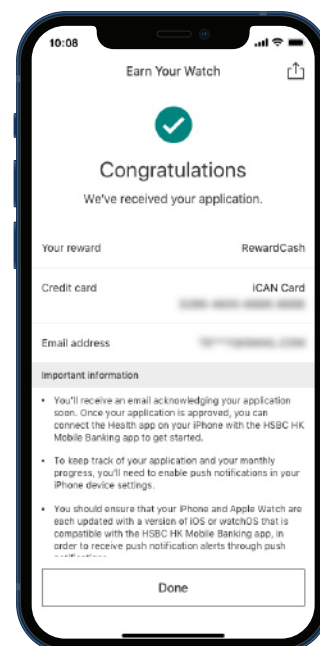 10:08
Earn Your Watch
Congratulations
We've received your application.
Your reward RewardCash
Credit card iCAN Card
Email address
Important information
• You'll receive an email acknowledging your application
soon. Once your application is approved, you can
connect the Health app on your iPhone with the HSBC HK
Mobile Banking app to get started.
• To keep track of your application and your monthly
progress, you'll need to enable push notifications in your
iPhone device settings.
• You should ensure that your iPhone and Apple Watch are
each updated with a version of iOS or watchOS that is
compatible with the HSBC HK Mobile Banking app, in
order to receive push notification alerts through push
Done